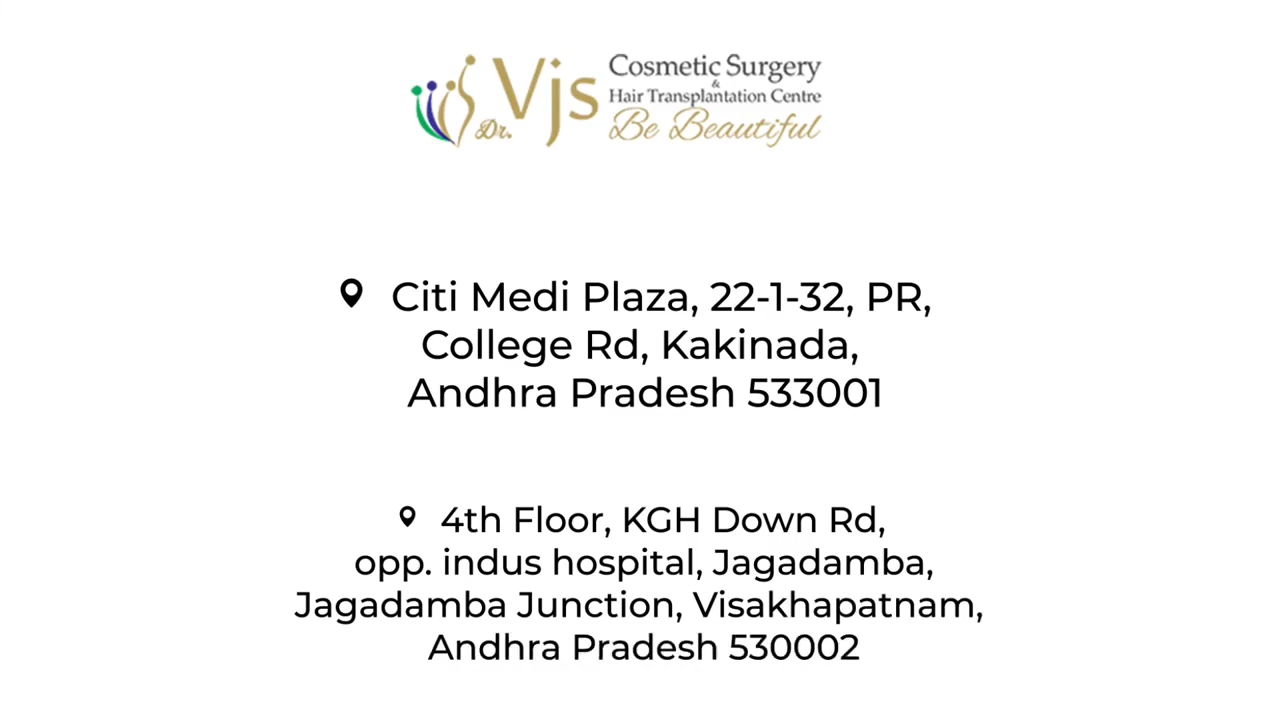 Dr. Vjs
Cosmetic Surgery
&
Hair Transplantation Centre
Be Beautiful
Citi Medi Plaza, 22-1-32, PR,
College Rd, Kakinada,
Andhra Pradesh 533001
4th Floor, KGH Down Rd,
opp. indus hospital, Jagadamba,
Jagadamba Junction, Visakhapatnam,
Andhra Pradesh 530002